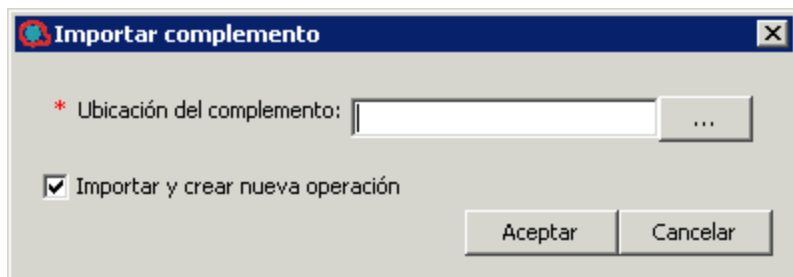 Importar complemento
* Ubicación del complemento:
...
Importar y crear nueva operación
Aceptar
Cancelar